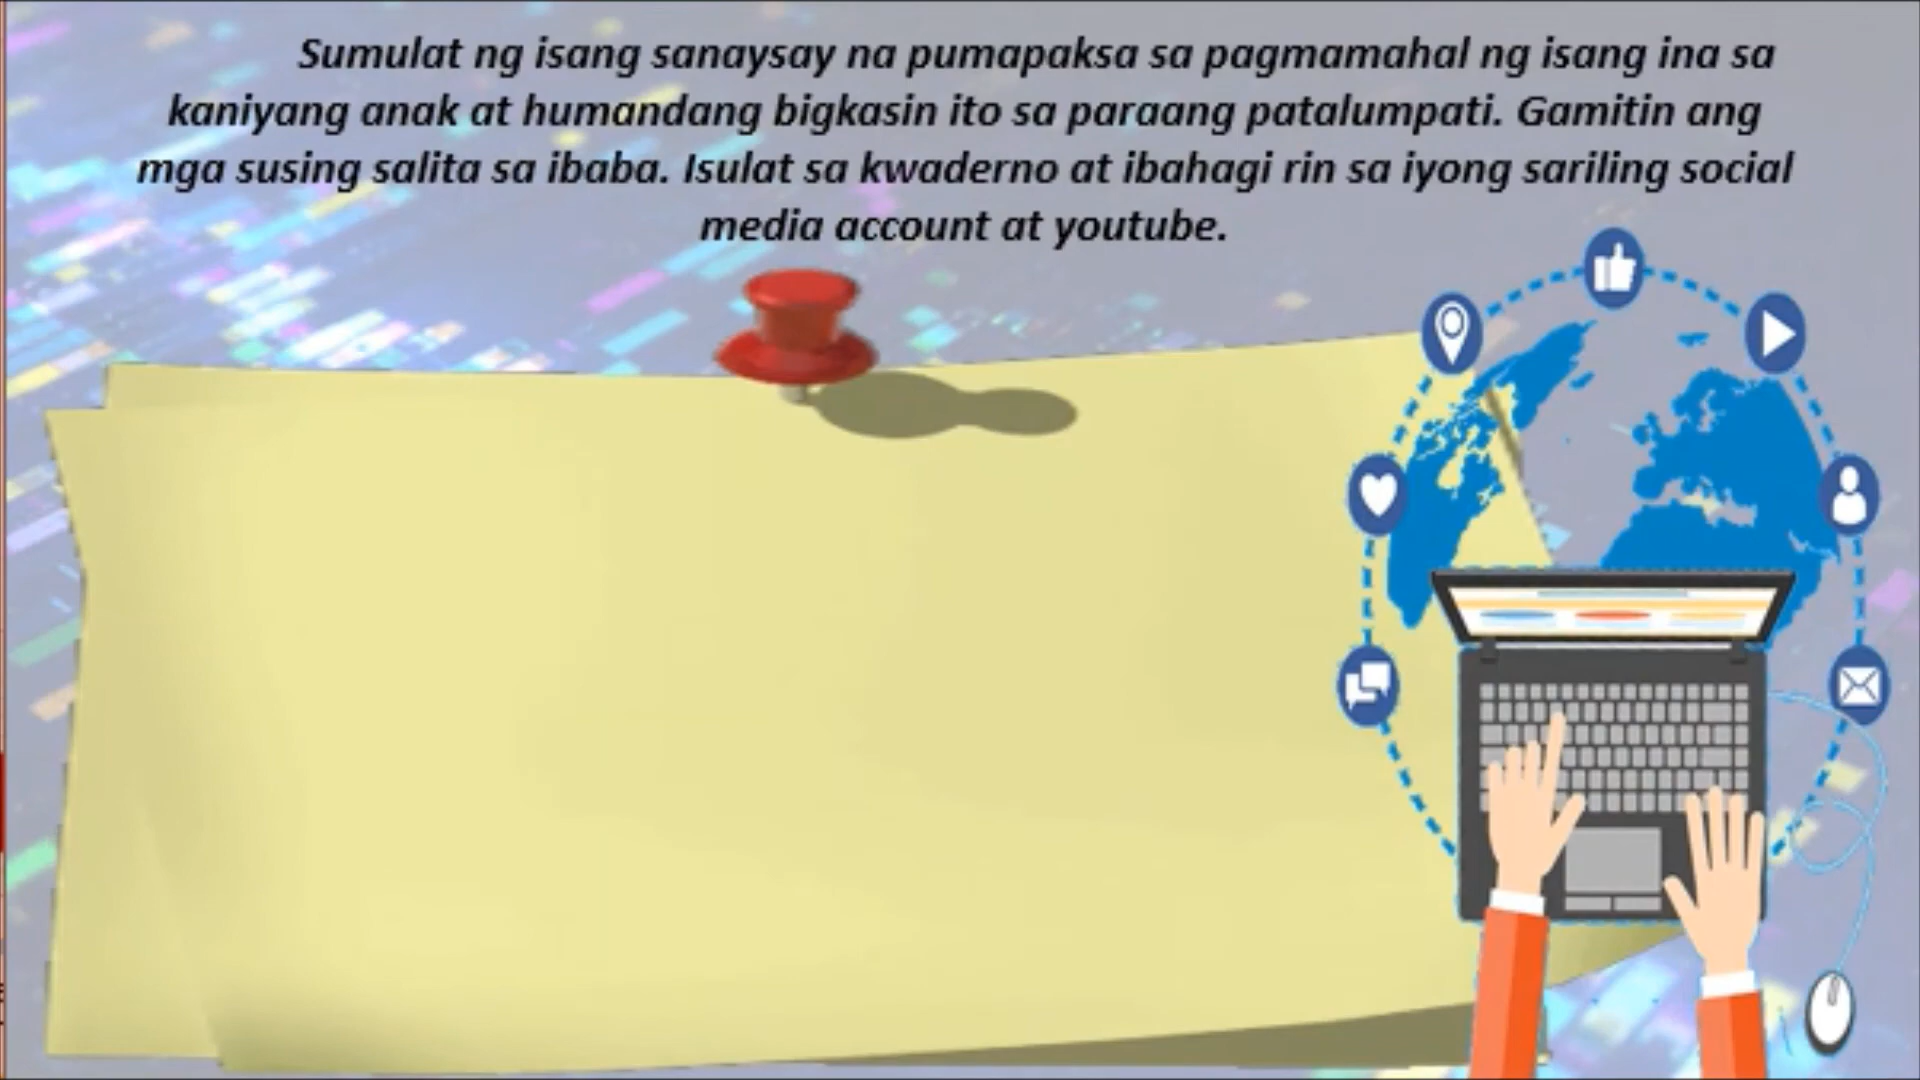 Sumulat ng isang sanaysay na pumapaksa sa pagmamahal ng isang ina sa
kaniyang anak at humandang bigkasin ito sa paraang patalumpati. Gamitin ang
mga susing salita sa ibaba. Isulat sa kwaderno at ibahagi rin sa iyong sariling social
media account at youtube.